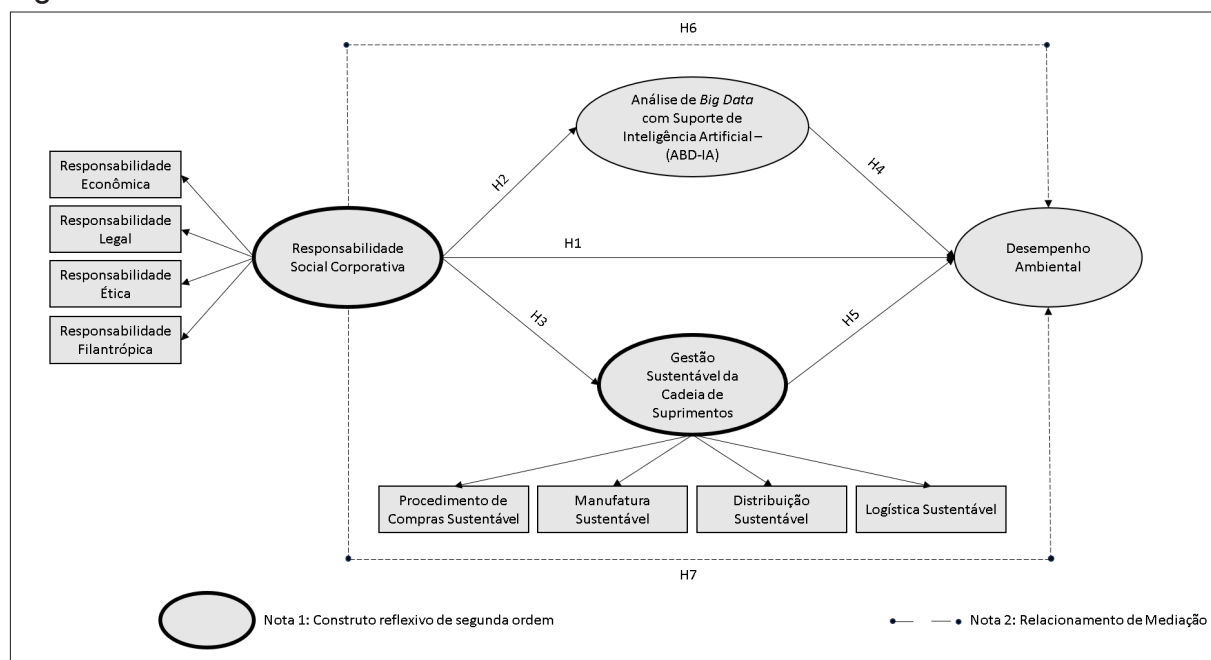 H6
Análise de Big Data
com Suporte de
Inteligência Artificial –
(ABD-IA)
Responsabilidade
Econômica
Responsabilidade
Legal
Responsabilidade
Ética
Responsabilidade
Filantrópica
Responsabilidade
Social Corporativa
H2
H4
H1
Desempenho
Ambiental
H3
H5
Gestão
Sustentável da
Cadeia de
Suprimentos
Procedimento de
Compras Sustentável
Manufatura
Sustentável
Distribuição
Sustentável
Logística Sustentável
H7
Nota 1: Construto reflexivo de segunda ordem
Nota 2: Relacionamento de Mediação